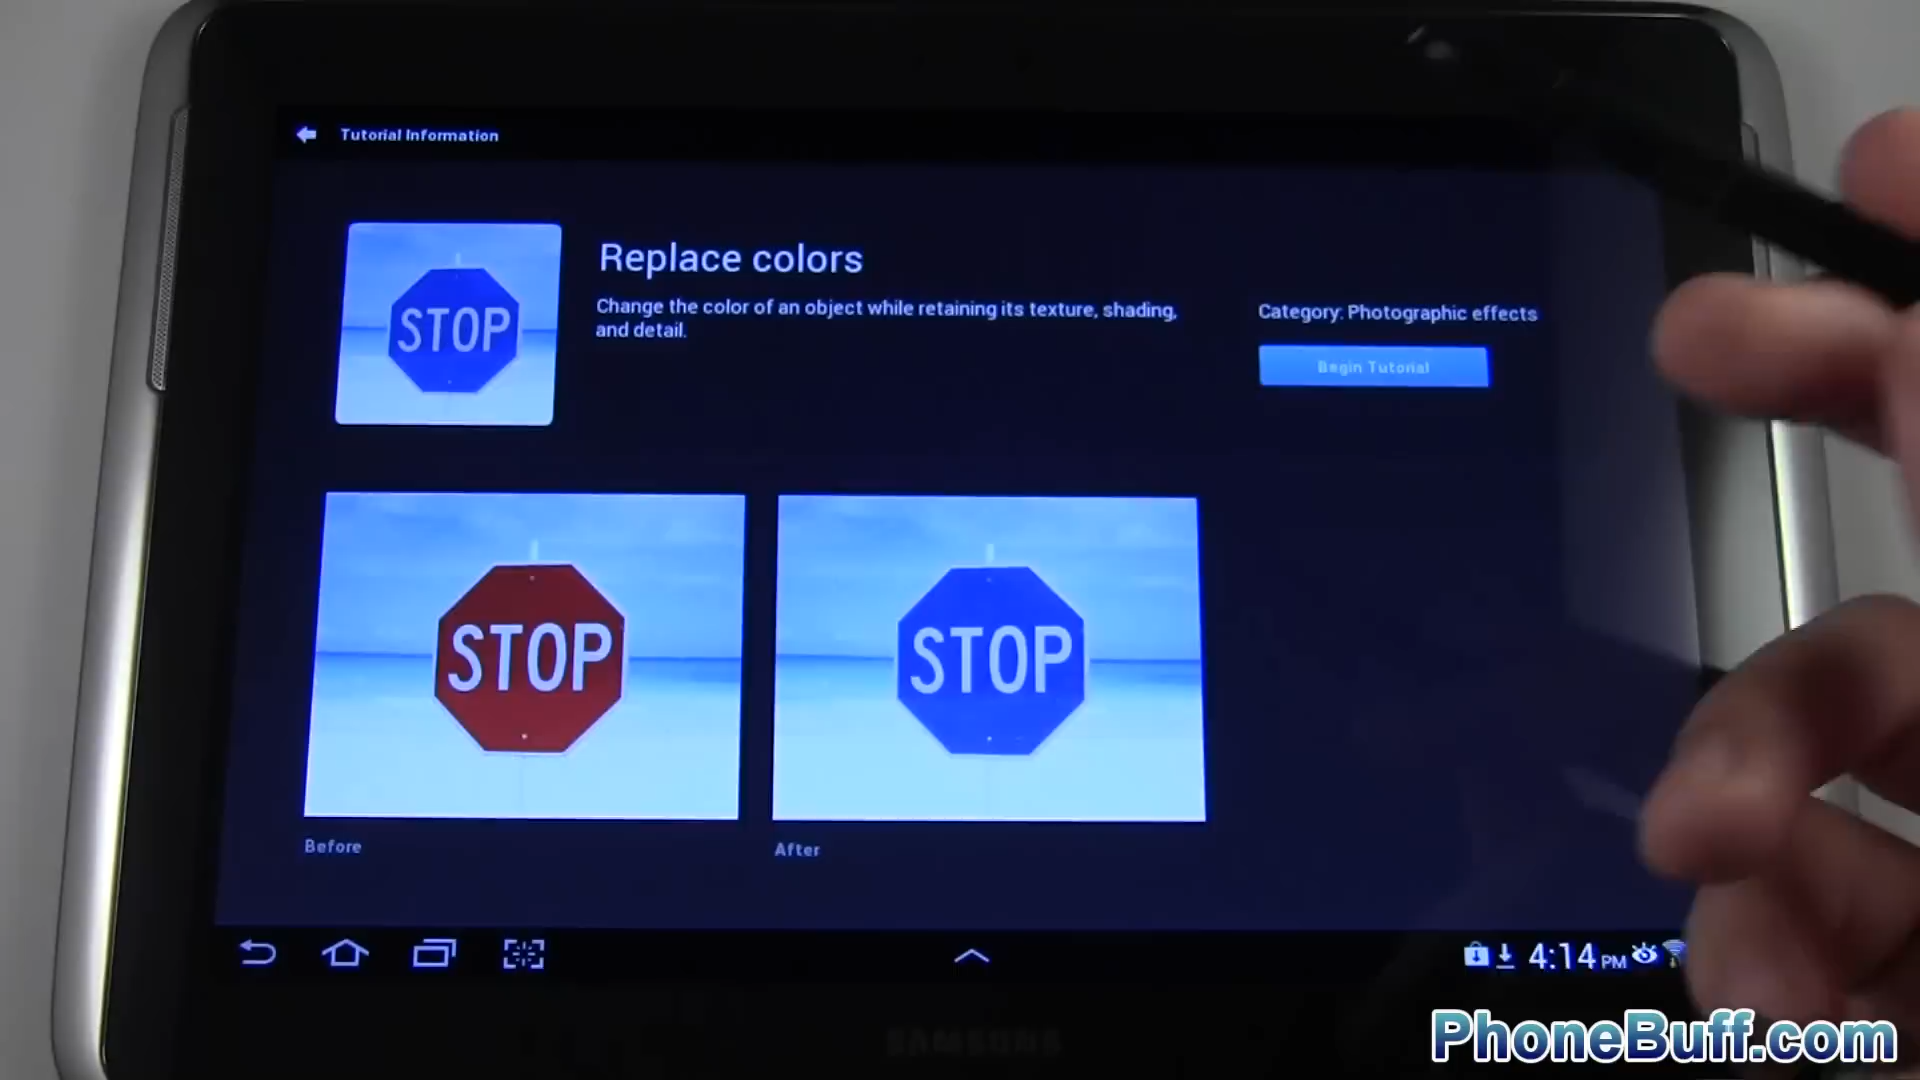 Tutorial Information
STOP
Replace colors
Change the color of an object while retaining its texture, shading,
and detail.
Category: Photographic effects
Begin Tutorial
STOP
STOP
Before
After
4:14 PM
SAMSUNG
PhoneBuff.com